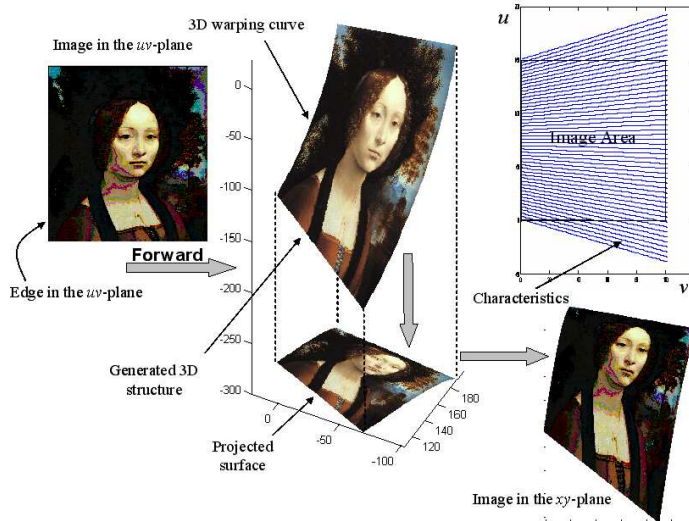 Image in the uv-plane
3D warping curve
u
Image Area
v
Characteristics
Forward
Edge in the uv-plane
0
-50
-100
-150
-200
-250
-300
0
-50
-100
120
140
160
180
Generated 3D
structure
Projected
surface
Image in the xy-plane